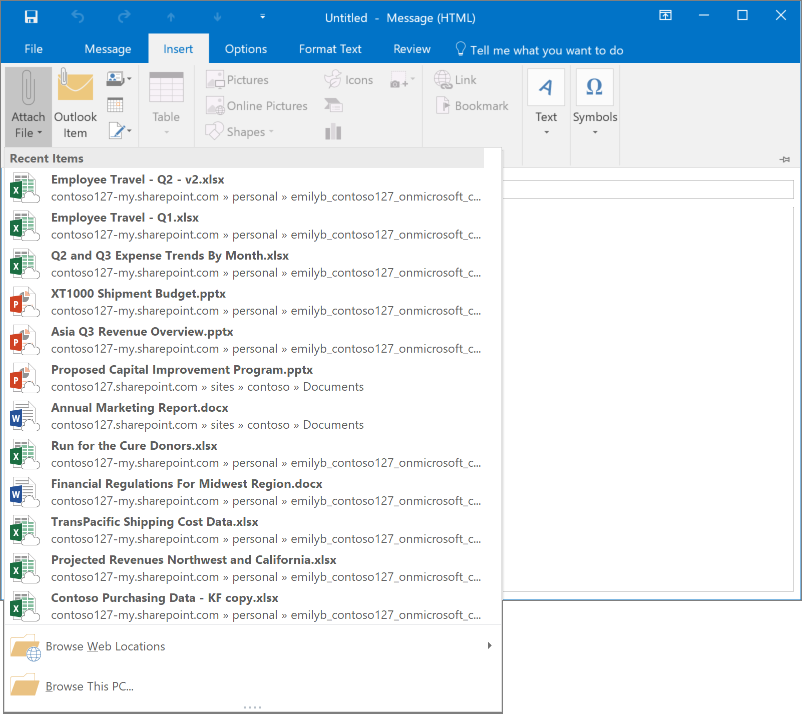 Untitled - Message (HTML)
File Message Insert Options Format Text Review Tell me what you want to do
Attach File
Outlook Item
Table
Pictures
Online Pictures
Shapes
Icons
Link
Bookmark
Text
Symbols
Recent Items
Employee Travel - Q2 - v2.xlsx
contoso127-my.sharepoint.com » personal » emilyb_contoso127_onmicrosoft_c...
Employee Travel - Q1.xlsx
contoso127-my.sharepoint.com » personal » emilyb_contoso127_onmicrosoft_c...
Q2 and Q3 Expense Trends By Month.xlsx
contoso127-my.sharepoint.com » personal » emilyb_contoso127_onmicrosoft_c...
XT1000 Shipment Budget.pptx
contoso127-my.sharepoint.com » personal » emilyb_contoso127_onmicrosoft_c...
Asia Q3 Revenue Overview.pptx
contoso127-my.sharepoint.com » personal » emilyb_contoso127_onmicrosoft_c...
Proposed Capital Improvement Program.pptx
contoso127.sharepoint.com » sites » contoso » Documents
Annual Marketing Report.docx
contoso127.sharepoint.com » sites » contoso » Documents
Run for the Cure Donors.xlsx
contoso127-my.sharepoint.com » personal » emilyb_contoso127_onmicrosoft_c...
Financial Regulations For Midwest Region.docx
contoso127-my.sharepoint.com » personal » emilyb_contoso127_onmicrosoft_c...
TransPacific Shipping Cost Data.xlsx
contoso127-my.sharepoint.com » personal » emilyb_contoso127_onmicrosoft_c...
Projected Revenues Northwest and California.xlsx
contoso127-my.sharepoint.com » personal » emilyb_contoso127_onmicrosoft_c...
Contoso Purchasing Data - KF copy.xlsx
contoso127-my.sharepoint.com » personal » emilyb_contoso127_onmicrosoft_c...
Browse Web Locations
Browse This PC...